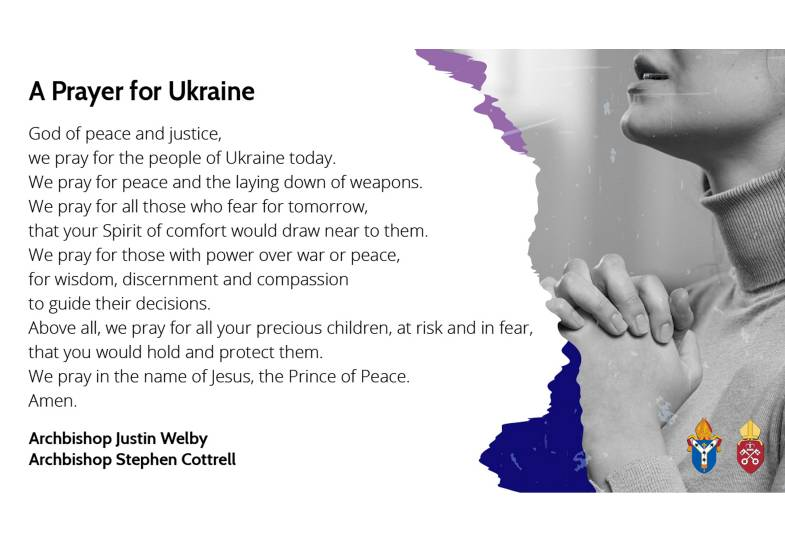 A Prayer for Ukraine
God of peace and justice,
we pray for the people of Ukraine today.
We pray for peace and the laying down of weapons.
We pray for all those who fear for tomorrow,
that your Spirit of comfort would draw near to them.
We pray for those with power over war or peace,
for wisdom, discernment and compassion
to guide their decisions.
Above all, we pray for all your precious children, at risk and in fear,
that you would hold and protect them.
We pray in the name of Jesus, the Prince of Peace.
Amen.
Archbishop Justin Welby
Archbishop Stephen Cottrell